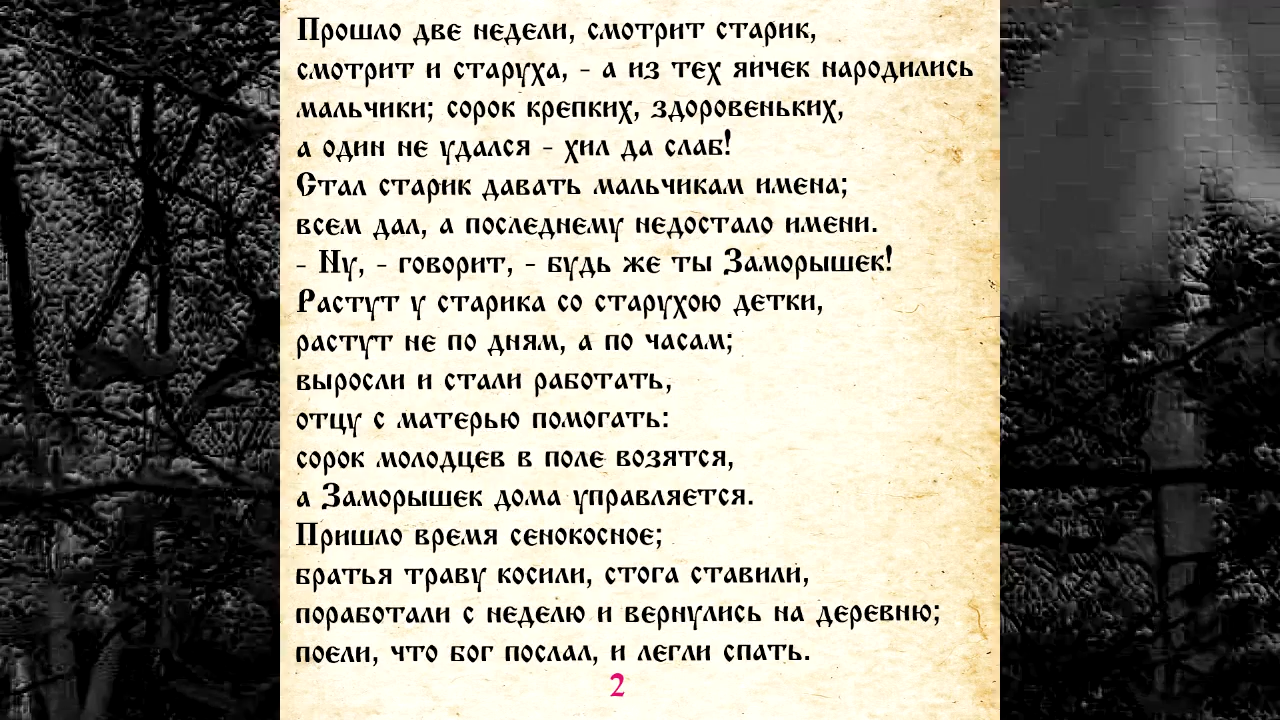 Прошло две недели, смотрит старик,
смотрит и старуха, - а из тех яичек народились
мальчики; сорок крепких, здоровеньких,
а один не удался - хил да слаб!
Стал старик давать мальчикам имена;
всем дал, а последнему недостало имени.
- Ну, - говорит, - будь же ты Заморышек!
Растут у старика со старухою детки,
растут не по дням, а по часам;
выросли и стали работать,
отцу с матерью помогать:
сорок молодцев в поле возятся,
а Заморышек дома управляется.
Пришло время сенокосное;
братья траву косили, стога ставили,
поработали с неделю и вернулись на деревню;
поели, что бог послал, и легли спать.
2